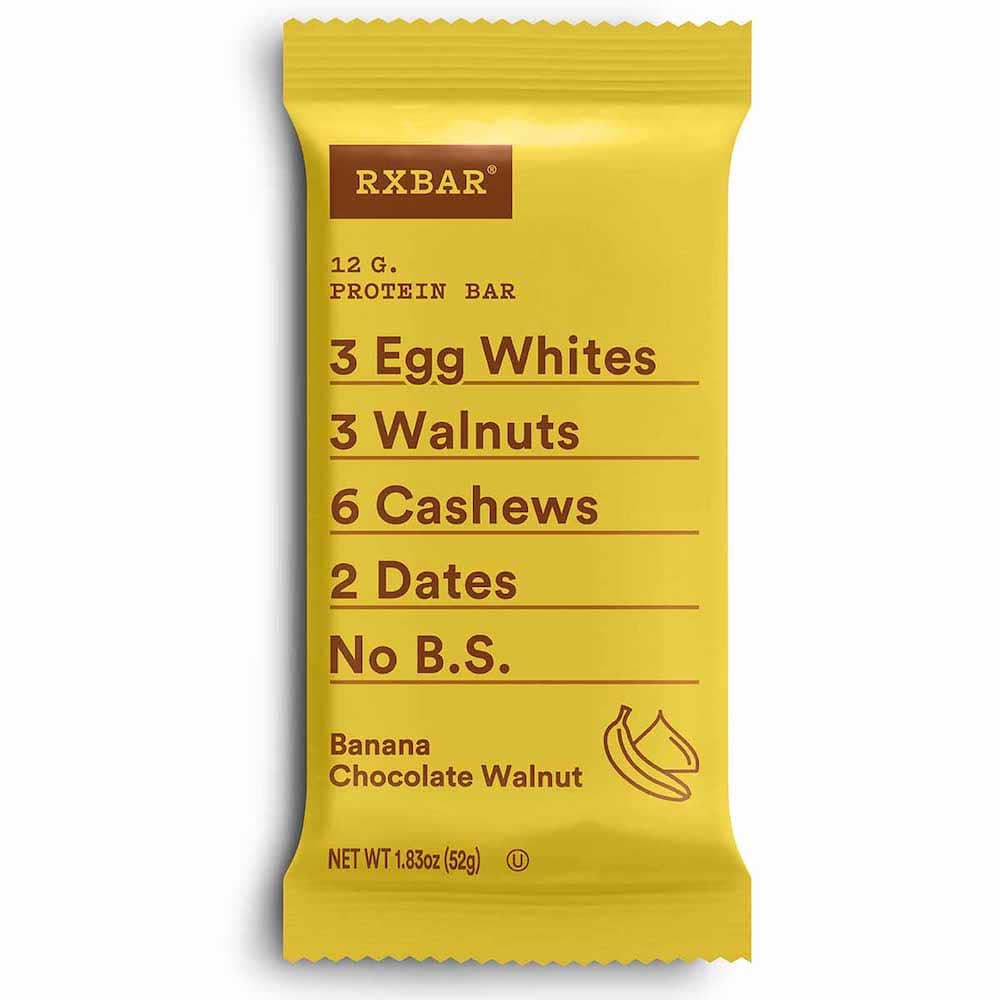 RXBAR®
12 G.
PROTEIN BAR
3 Egg Whites
3 Walnuts
6 Cashews
2 Dates
No B.S.
Banana
Chocolate Walnut
NET WT 1.83oz (52g) Ⓤ